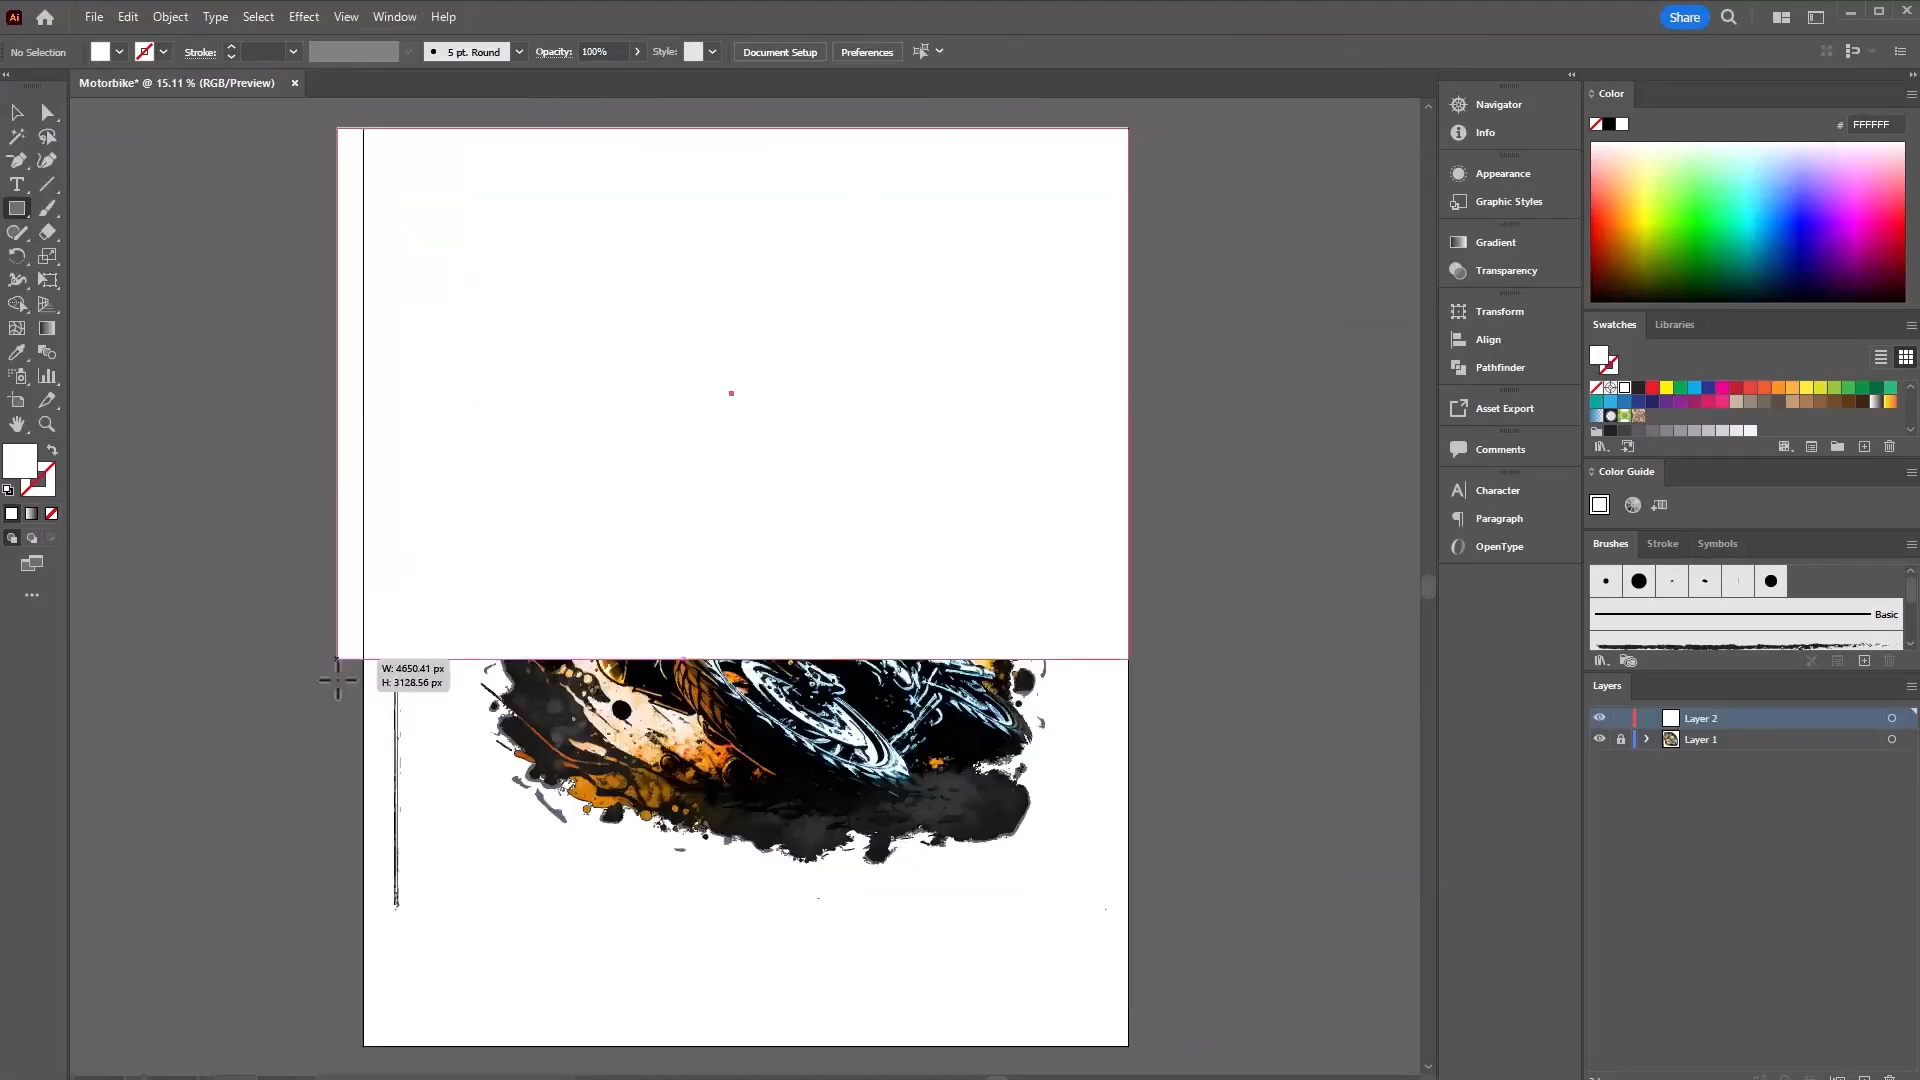 Ai File Edit Object Type Select Effect View Window Help Share
No Selection Stroke: 5 pt. Round Opacity: 100% Style: Document Setup Preferences
Motorbike* @ 15.11 % (RGB/Preview) ×
Navigator
Info
Appearance
Graphic Styles
Gradient
Transparency
Transform
Align
Pathfinder
Asset Export
Comments
Character
Paragraph
OpenType
Color
# FFFFFF
Swatches Libraries
Color Guide
Brushes Stroke Symbols
Basic
Layers
Layer 2
Layer 1
W: 4650.41 px
H: 3128.56 px